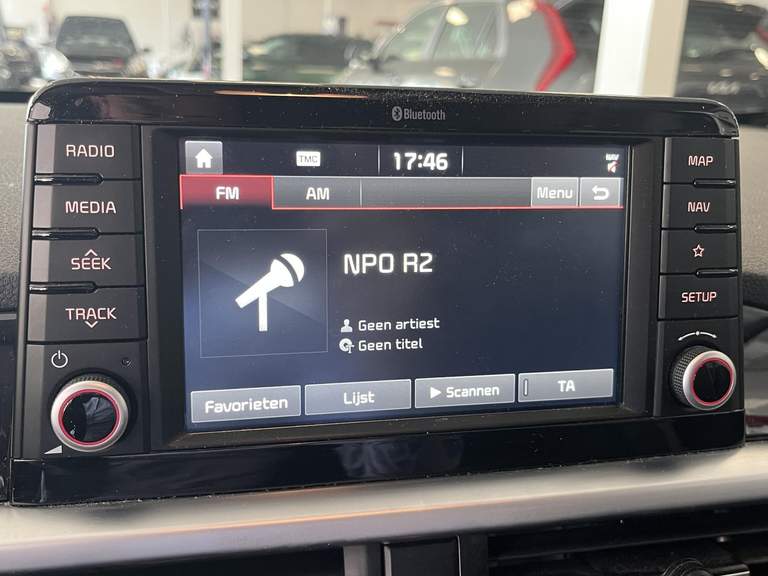 Bluetooth
RADIO
MEDIA
SEEK
TRACK
TMC
17:46
NAV
FM
AM
Menu
NPO R2
Geen artiest
Geen titel
Favorieten
Lijst
Scannen
TA
MAP
NAV
SETUP